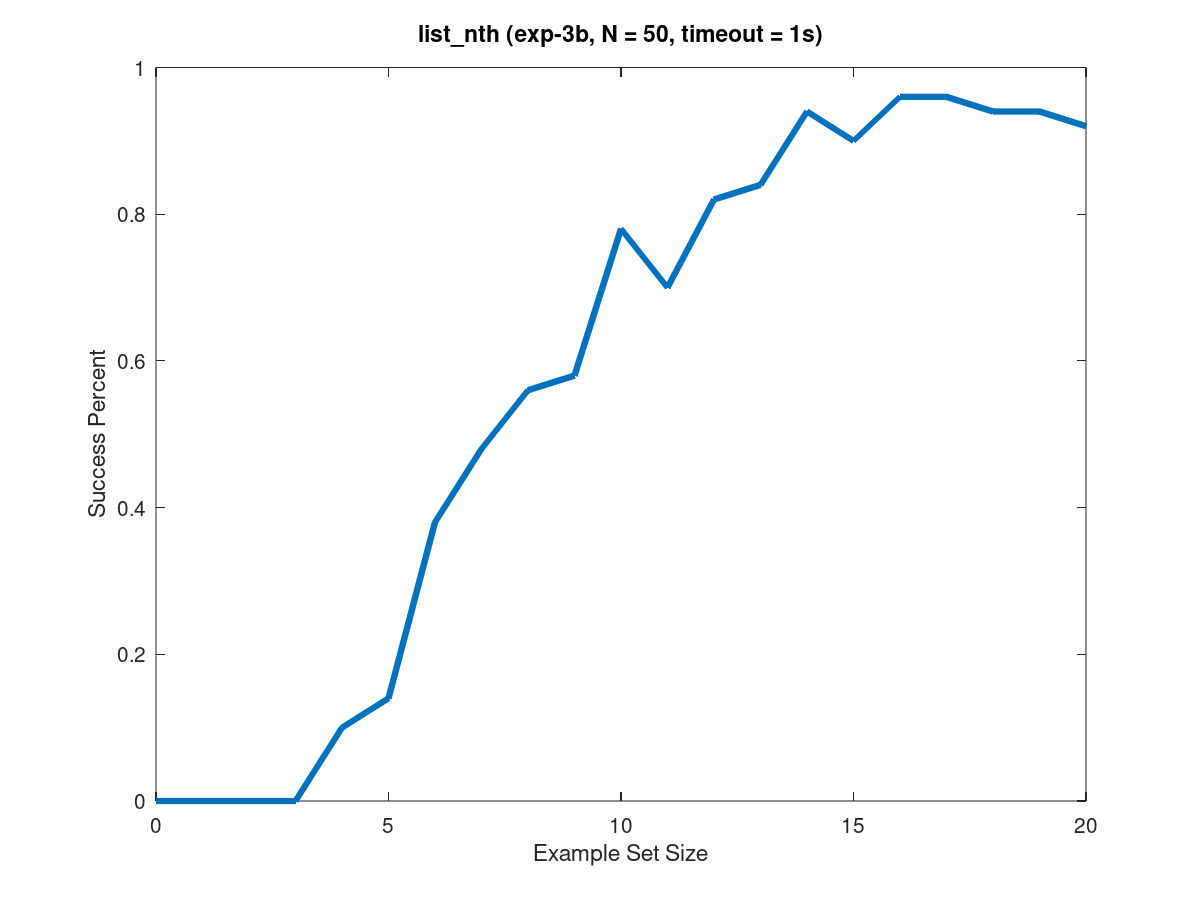 list_nth (exp-3b, N = 50, timeout = 1s)
1
0.8
0.6
0.4
0.2
0
Success Percent
0 5 10 15 20
Example Set Size